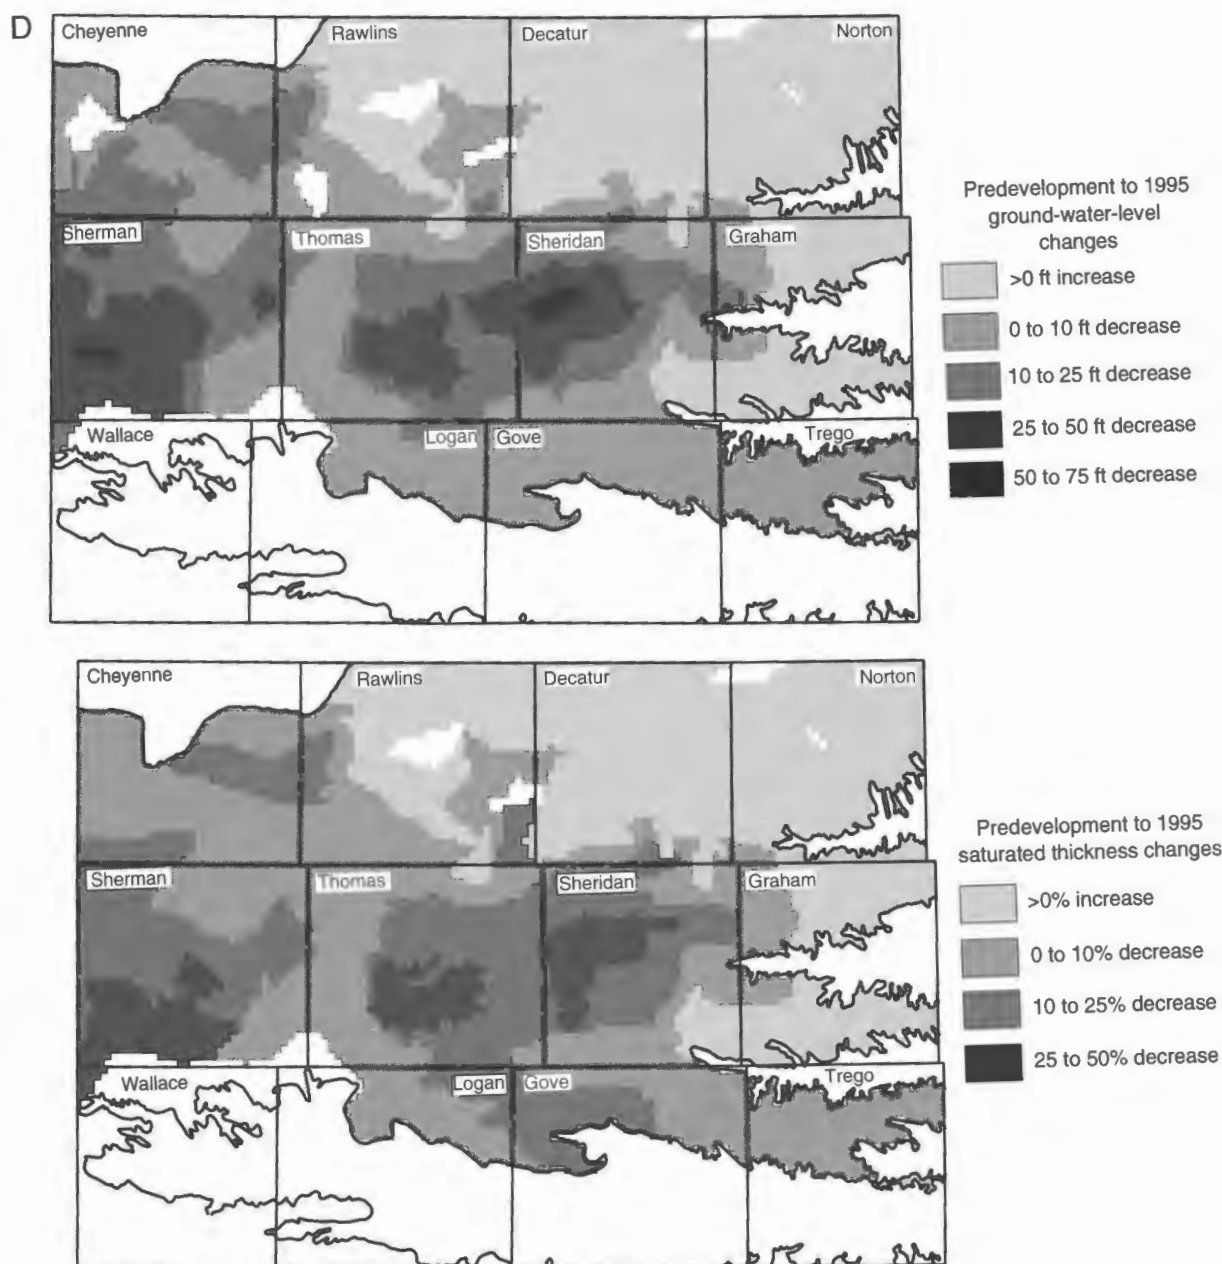 D
Cheyenne
Rawlins
Decatur
Norton
Sherman
Thomas
Sheridan
Graham
Wallace
Logan
Gove
Trego
Predevelopment to 1995
ground-water-level
changes
>0 ft increase
0 to 10 ft decrease
10 to 25 ft decrease
25 to 50 ft decrease
50 to 75 ft decrease
Cheyenne
Rawlins
Decatur
Norton
Sherman
Thomas
Sheridan
Graham
Wallace
Logan
Gove
Trego
Predevelopment to 1995
saturated thickness changes
>0% increase
0 to 10% decrease
10 to 25% decrease
25 to 50% decrease